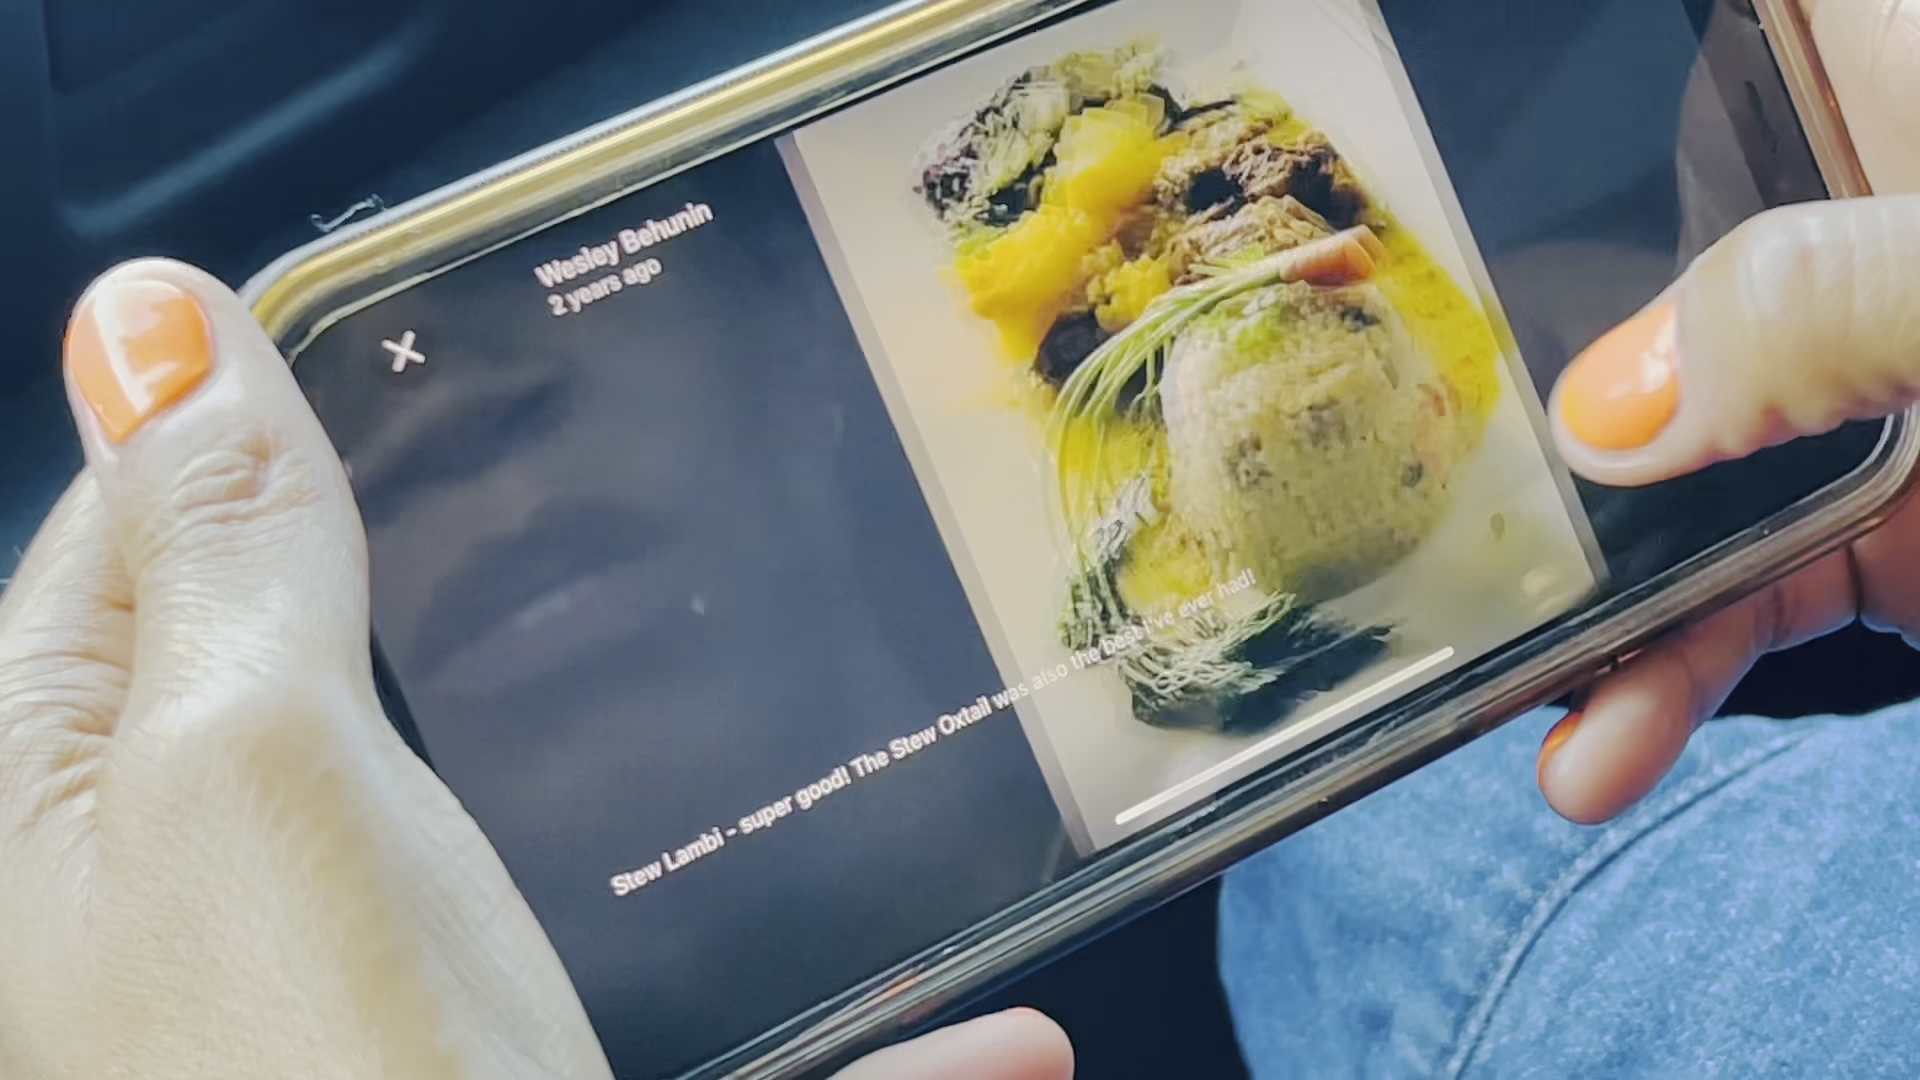 Wesley Behunin
2 years ago
Stew Lambi - super good! The Stew Oxtail was also the best I've ever had!